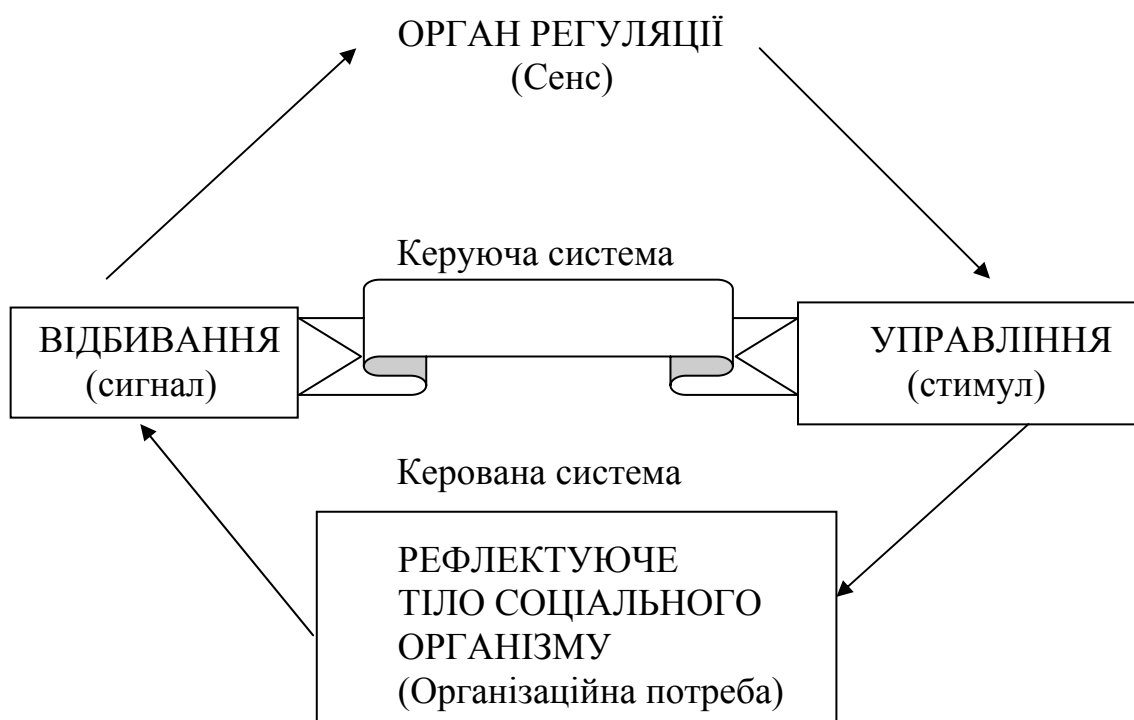 ОРГАН РЕГУЛЯЦІЇ
(Сенс)
Керуюча система
ВІДБИВАННЯ
(сигнал)
УПРАВЛІННЯ
(стимул)
Керована система
РЕФЛЕКТУЮЧЕ
ТІЛО СОЦІАЛЬНОГО
ОРГАНІЗМУ
(Організаційна потреба)